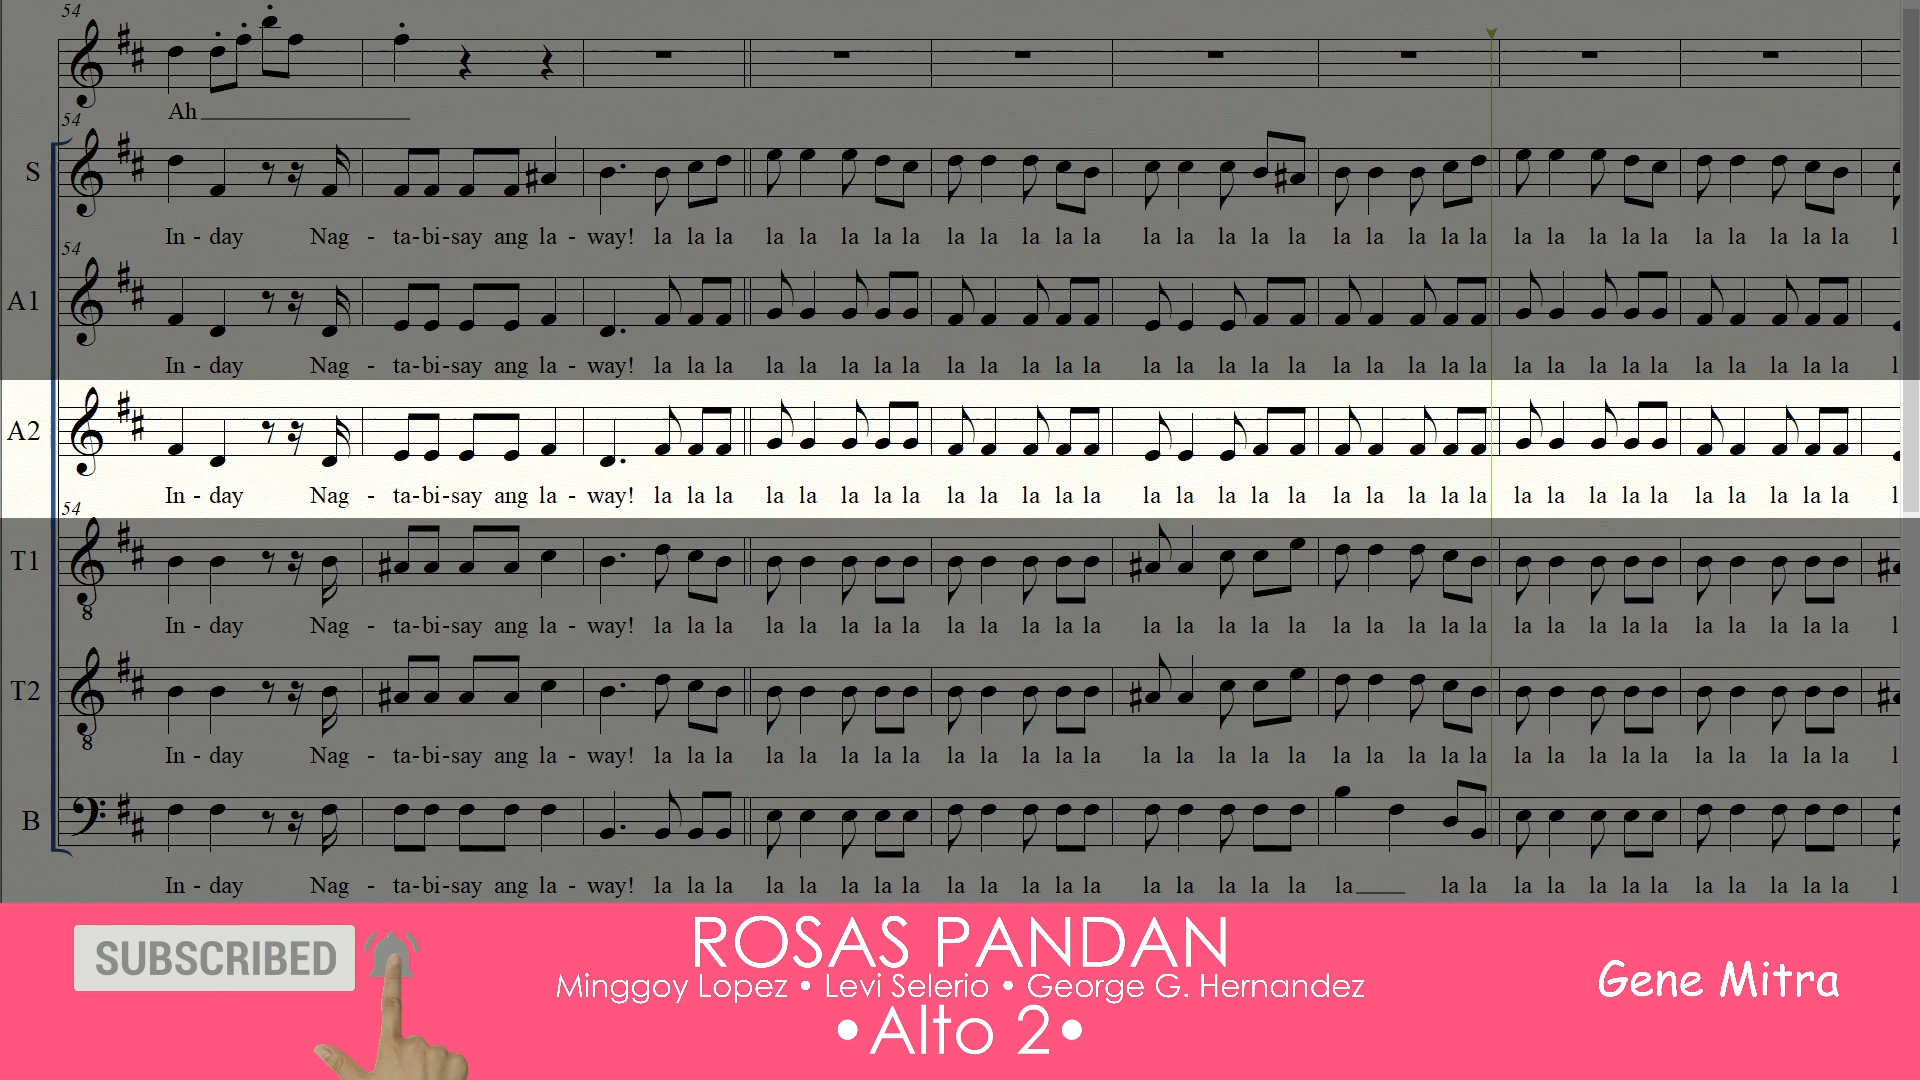 54
Ah
54
S
In - day Nag - ta-bi-say ang la - way! la la la la la la la la la la la la la la la la la la la la la la la la la la la la la la la la la l
54
A1
In - day Nag - ta-bi-say ang la - way! la la la la la la la la la la la la la la la la la la la la la la la la la la la la la la la la la l
A2
In - day Nag - ta-bi-say ang la - way! la la la la la la la la la la la la la la la la la la la la la la la la la la la la la la la la la l
54
T1
8
In - day Nag - ta-bi-say ang la - way! la la la la la la la la la la la la la la la la la la la la la la la la la la la la la la la la la l
T2
8
In - day Nag - ta-bi-say ang la - way! la la la la la la la la la la la la la la la la la la la la la la la la la la la la la la la la la l
B
In - day Nag - ta-bi-say ang la - way! la la la la la la la la la la la la la la la la la la la____ la la la la la la la la la la la la la l
SUBSCRIBED
ROSAS PANDAN
Minggoy Lopez • Levi Selerio • George G. Hernandez
•Alto 2•
Gene Mitra